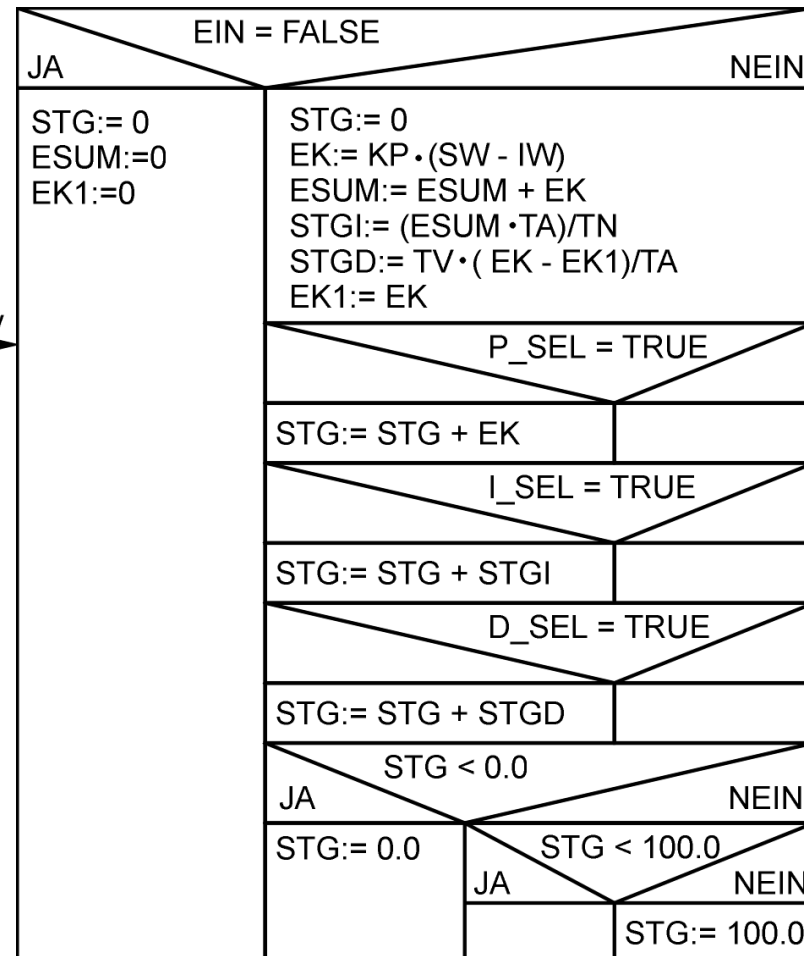 EIN = FALSE
JA
NEIN
STG:= 0
ESUM:=0
EK1:=0
STG:= 0
EK:= KP·(SW - IW)
ESUM:= ESUM + EK
STGI:= (ESUM ·TA)/TN
STGD:= TV·( EK - EK1)/TA
EK1:= EK
P_SEL = TRUE
STG:= STG + EK
I_SEL = TRUE
STG:= STG + STGI
D_SEL = TRUE
STG:= STG + STGD
STG < 0.0
JA
NEIN
STG:= 0.0
STG < 100.0
JA
NEIN
STG:= 100.0